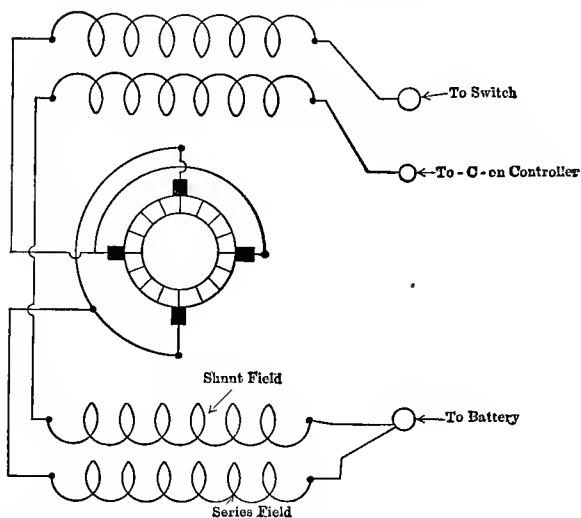 To Switch
To - C - on Controller
Shunt Field
To Battery
Series Field